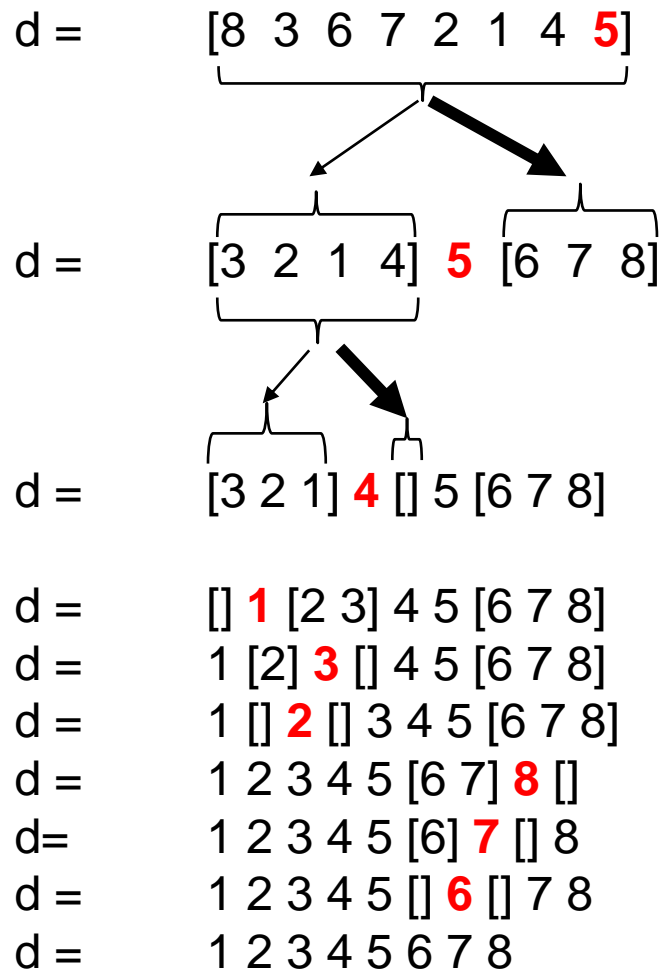 d = [8 3 6 7 2 1 4 5]
d = [3 2 1 4] 5 [6 7 8]
d = [3 2 1] 4 [] 5 [6 7 8]
d = [] 1 [2 3] 4 5 [6 7 8]
d = 1 [2] 3 [] 4 5 [6 7 8]
d = 1 [] 2 [] 3 4 5 [6 7 8]
d = 1 2 3 4 5 [6 7] 8 []
d= 1 2 3 4 5 [6] 7 [] 8
d = 1 2 3 4 5 [] 6 [] 7 8
d = 1 2 3 4 5 6 7 8